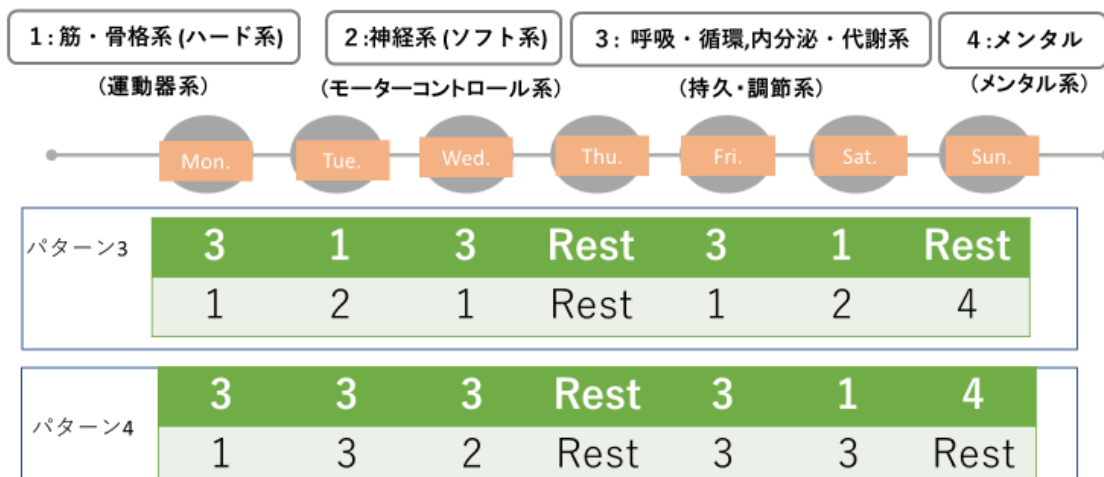 1:筋・骨格系(ハード系) 2:神経系(ソフト系) 3: 呼吸・循環,内分泌・代謝系 4:メンタル
(運動器系) (モーターコントロール系) (持久・調節系) (メンタル系)
Mon. Tue. Wed. Thu. Fri. Sat. Sun.
パターン3 3 1 3 Rest 3 1 Rest
1 2 1 Rest 1 2 4
パターン4 3 3 3 Rest 3 1 4
1 3 2 Rest 3 3 Rest